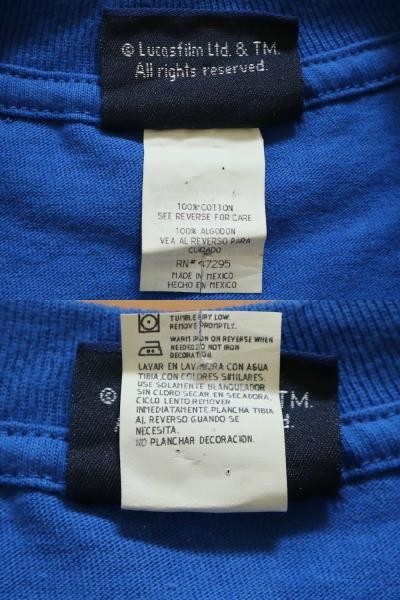 © Lucasfilm Ltd. & TM.
All rights reserved.
100% COTTON
SEE REVERSE FOR CARE
100% ALGODON
VEA AL REVERSO PARA
CUIDADO
RN# 47295
MADE IN MEXICO
HECHO EN MEXICO
TUMBLE DRY LOW.
REMOVE PROMPTLY.
WARM IRON ON REVERSE WHEN
NEEDED DO NOT IRON
DECORATION.
LAVAR EN LAVADORA CON AGUA
TIBIA, CON COLORES SIMILARES.
USE SOLAMENTE BLANQUEADOR
SIN CLORO SECAR EN SECADORA,
CICLO LENTO REMOVER
IMMEDIATAMENTE. PLANCHA TIBIA
AL REVERSO CUANDO SE
NECESITA.
NO PLANCHAR DECORACION.
©
TM.